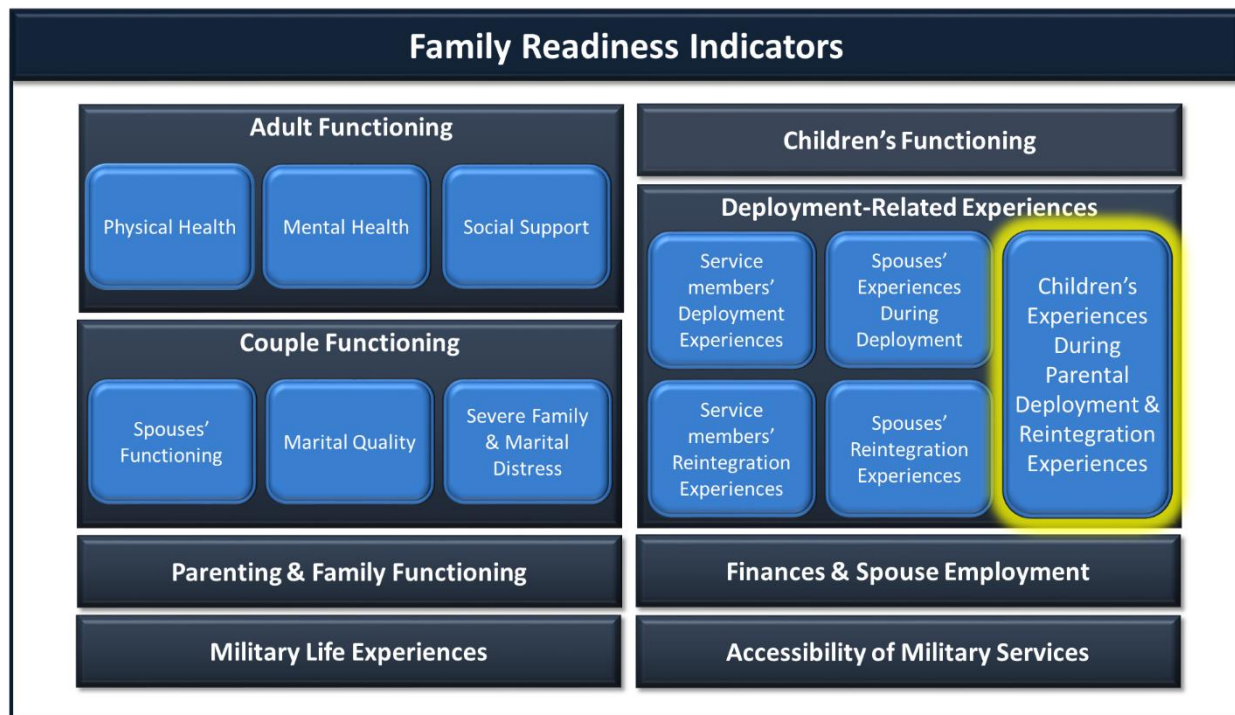 Family Readiness Indicators
Adult Functioning
Physical Health
Mental Health
Social Support
Couple Functioning
Spouses’
Functioning
Marital Quality
Severe Family
& Marital
Distress
Parenting & Family Functioning
Military Life Experiences
Children’s Functioning
Deployment-Related Experiences
Service
members’
Deployment
Experiences
Spouses’
Experiences
During
Deployment
Service
members’
Reintegration
Experiences
Spouses’
Reintegration
Experiences
Children’s
Experiences
During
Parental
Deployment &
Reintegration
Experiences
Finances & Spouse Employment
Accessibility of Military Services